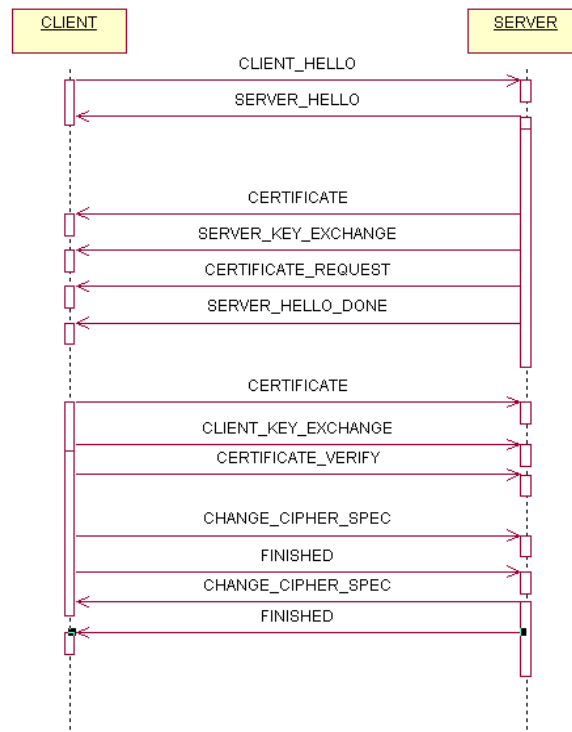 CLIENT
SERVER
CLIENT_HELLO
SERVER_HELLO
CERTIFICATE
SERVER_KEY_EXCHANGE
CERTIFICATE_REQUEST
SERVER_HELLO_DONE
CERTIFICATE
CLIENT_KEY_EXCHANGE
CERTIFICATE_VERIFY
CHANGE_CIPHER_SPEC
FINISHED
CHANGE_CIPHER_SPEC
FINISHED